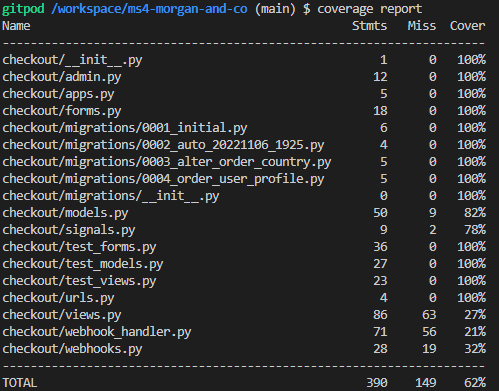 gitpod /workspace/ms4-morgan-and-co (main) $ coverage report
Name Stmts Miss Cover
---------------------------------------------------------------
checkout/__init__.py 1 0 100%
checkout/admin.py 12 0 100%
checkout/apps.py 5 0 100%
checkout/forms.py 18 0 100%
checkout/migrations/0001_initial.py 6 0 100%
checkout/migrations/0002_auto_20221106_1925.py 4 0 100%
checkout/migrations/0003_alter_order_country.py 5 0 100%
checkout/migrations/0004_order_user_profile.py 5 0 100%
checkout/migrations/__init__.py 0 0 100%
checkout/models.py 50 9 82%
checkout/signals.py 9 2 78%
checkout/test_forms.py 36 0 100%
checkout/test_models.py 27 0 100%
checkout/test_views.py 23 0 100%
checkout/urls.py 4 0 100%
checkout/views.py 86 63 27%
checkout/webhook_handler.py 71 56 21%
checkout/webhooks.py 28 19 32%
---------------------------------------------------------------
TOTAL 390 149 62%